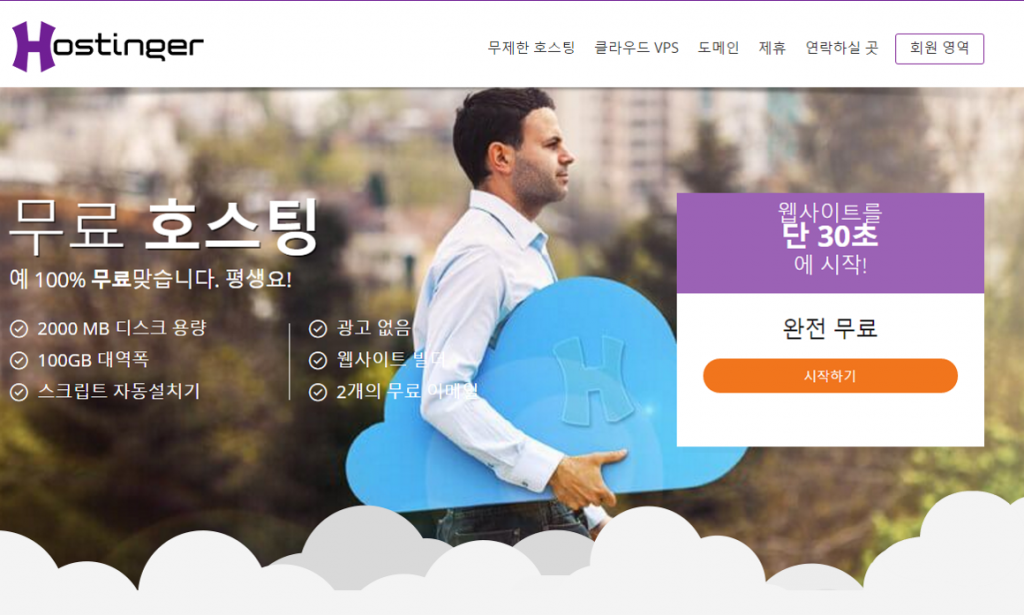 Hostinger
무제한 호스팅 클라우드 VPS 도메인 제휴 연락하실 곳 회원 영역
무료 호스팅
예 100% 무료맞습니다. 평생요!
2000 MB 디스크 용량
100GB 대역폭
스크립트 자동설치기
광고 없음
웹사이트 빌더
2개의 무료 이메일
웹사이트를
단 30초
에 시작!
완전 무료
시작하기
H